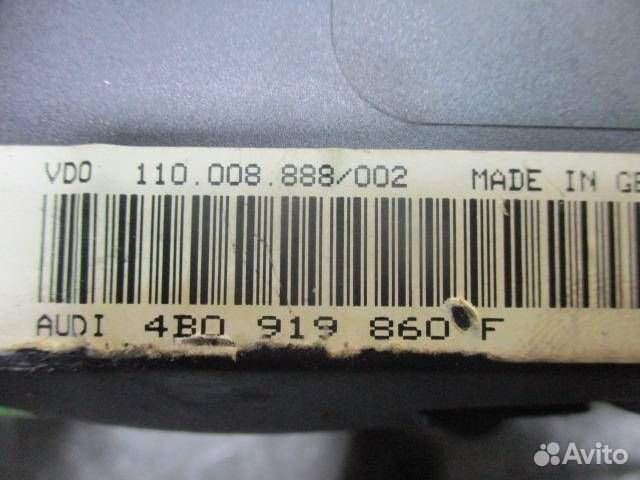 VDO 110.008.888/002 MADE IN GE
AUDI 4B0 919 860 F
Avito